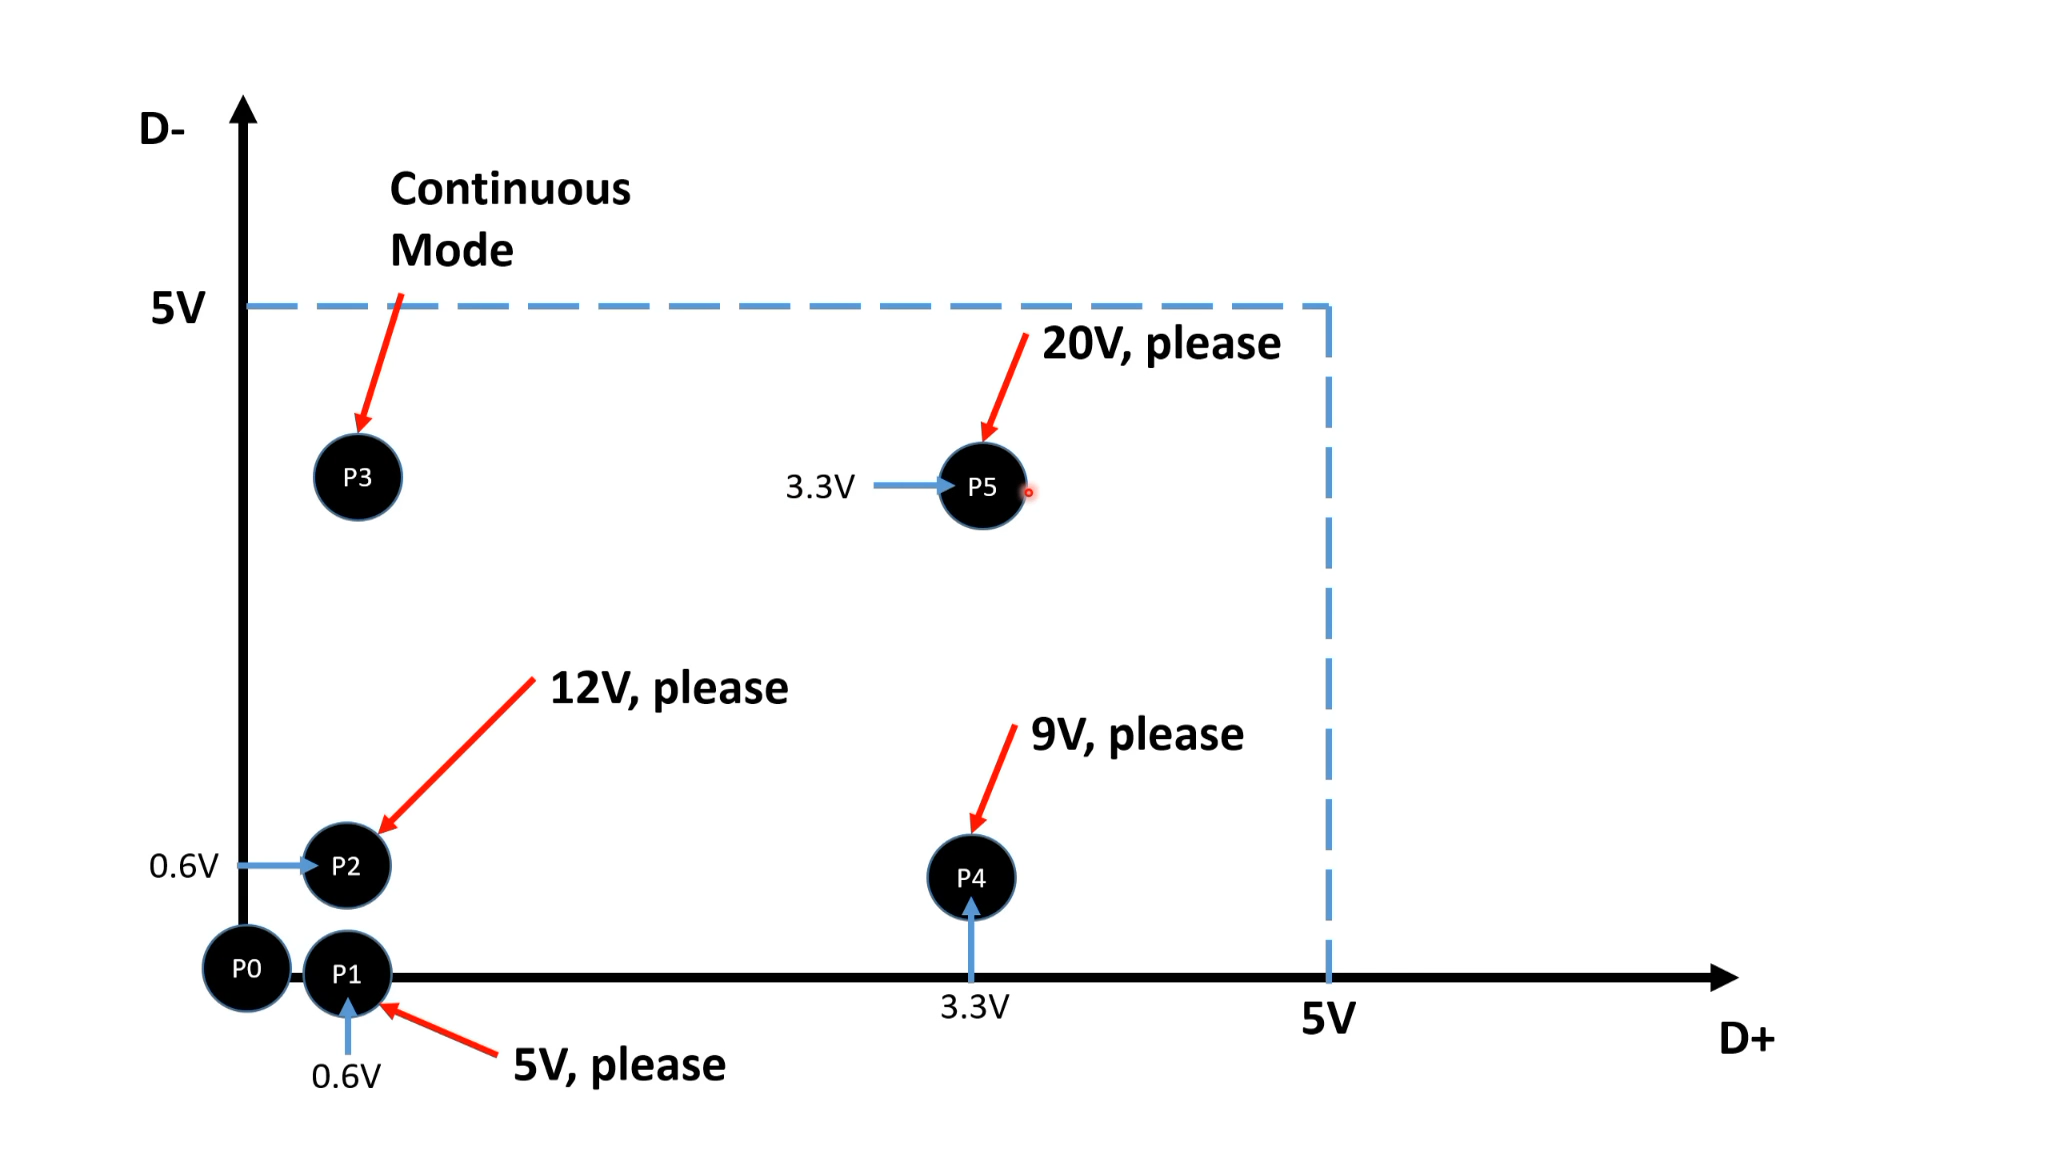 D-
Continuous
Mode
5V
20V, please
P3
3.3V
P5
12V, please
9V, please
0.6V
P2
P4
P0
P1
3.3V
5V
D+
0.6V
5V, please